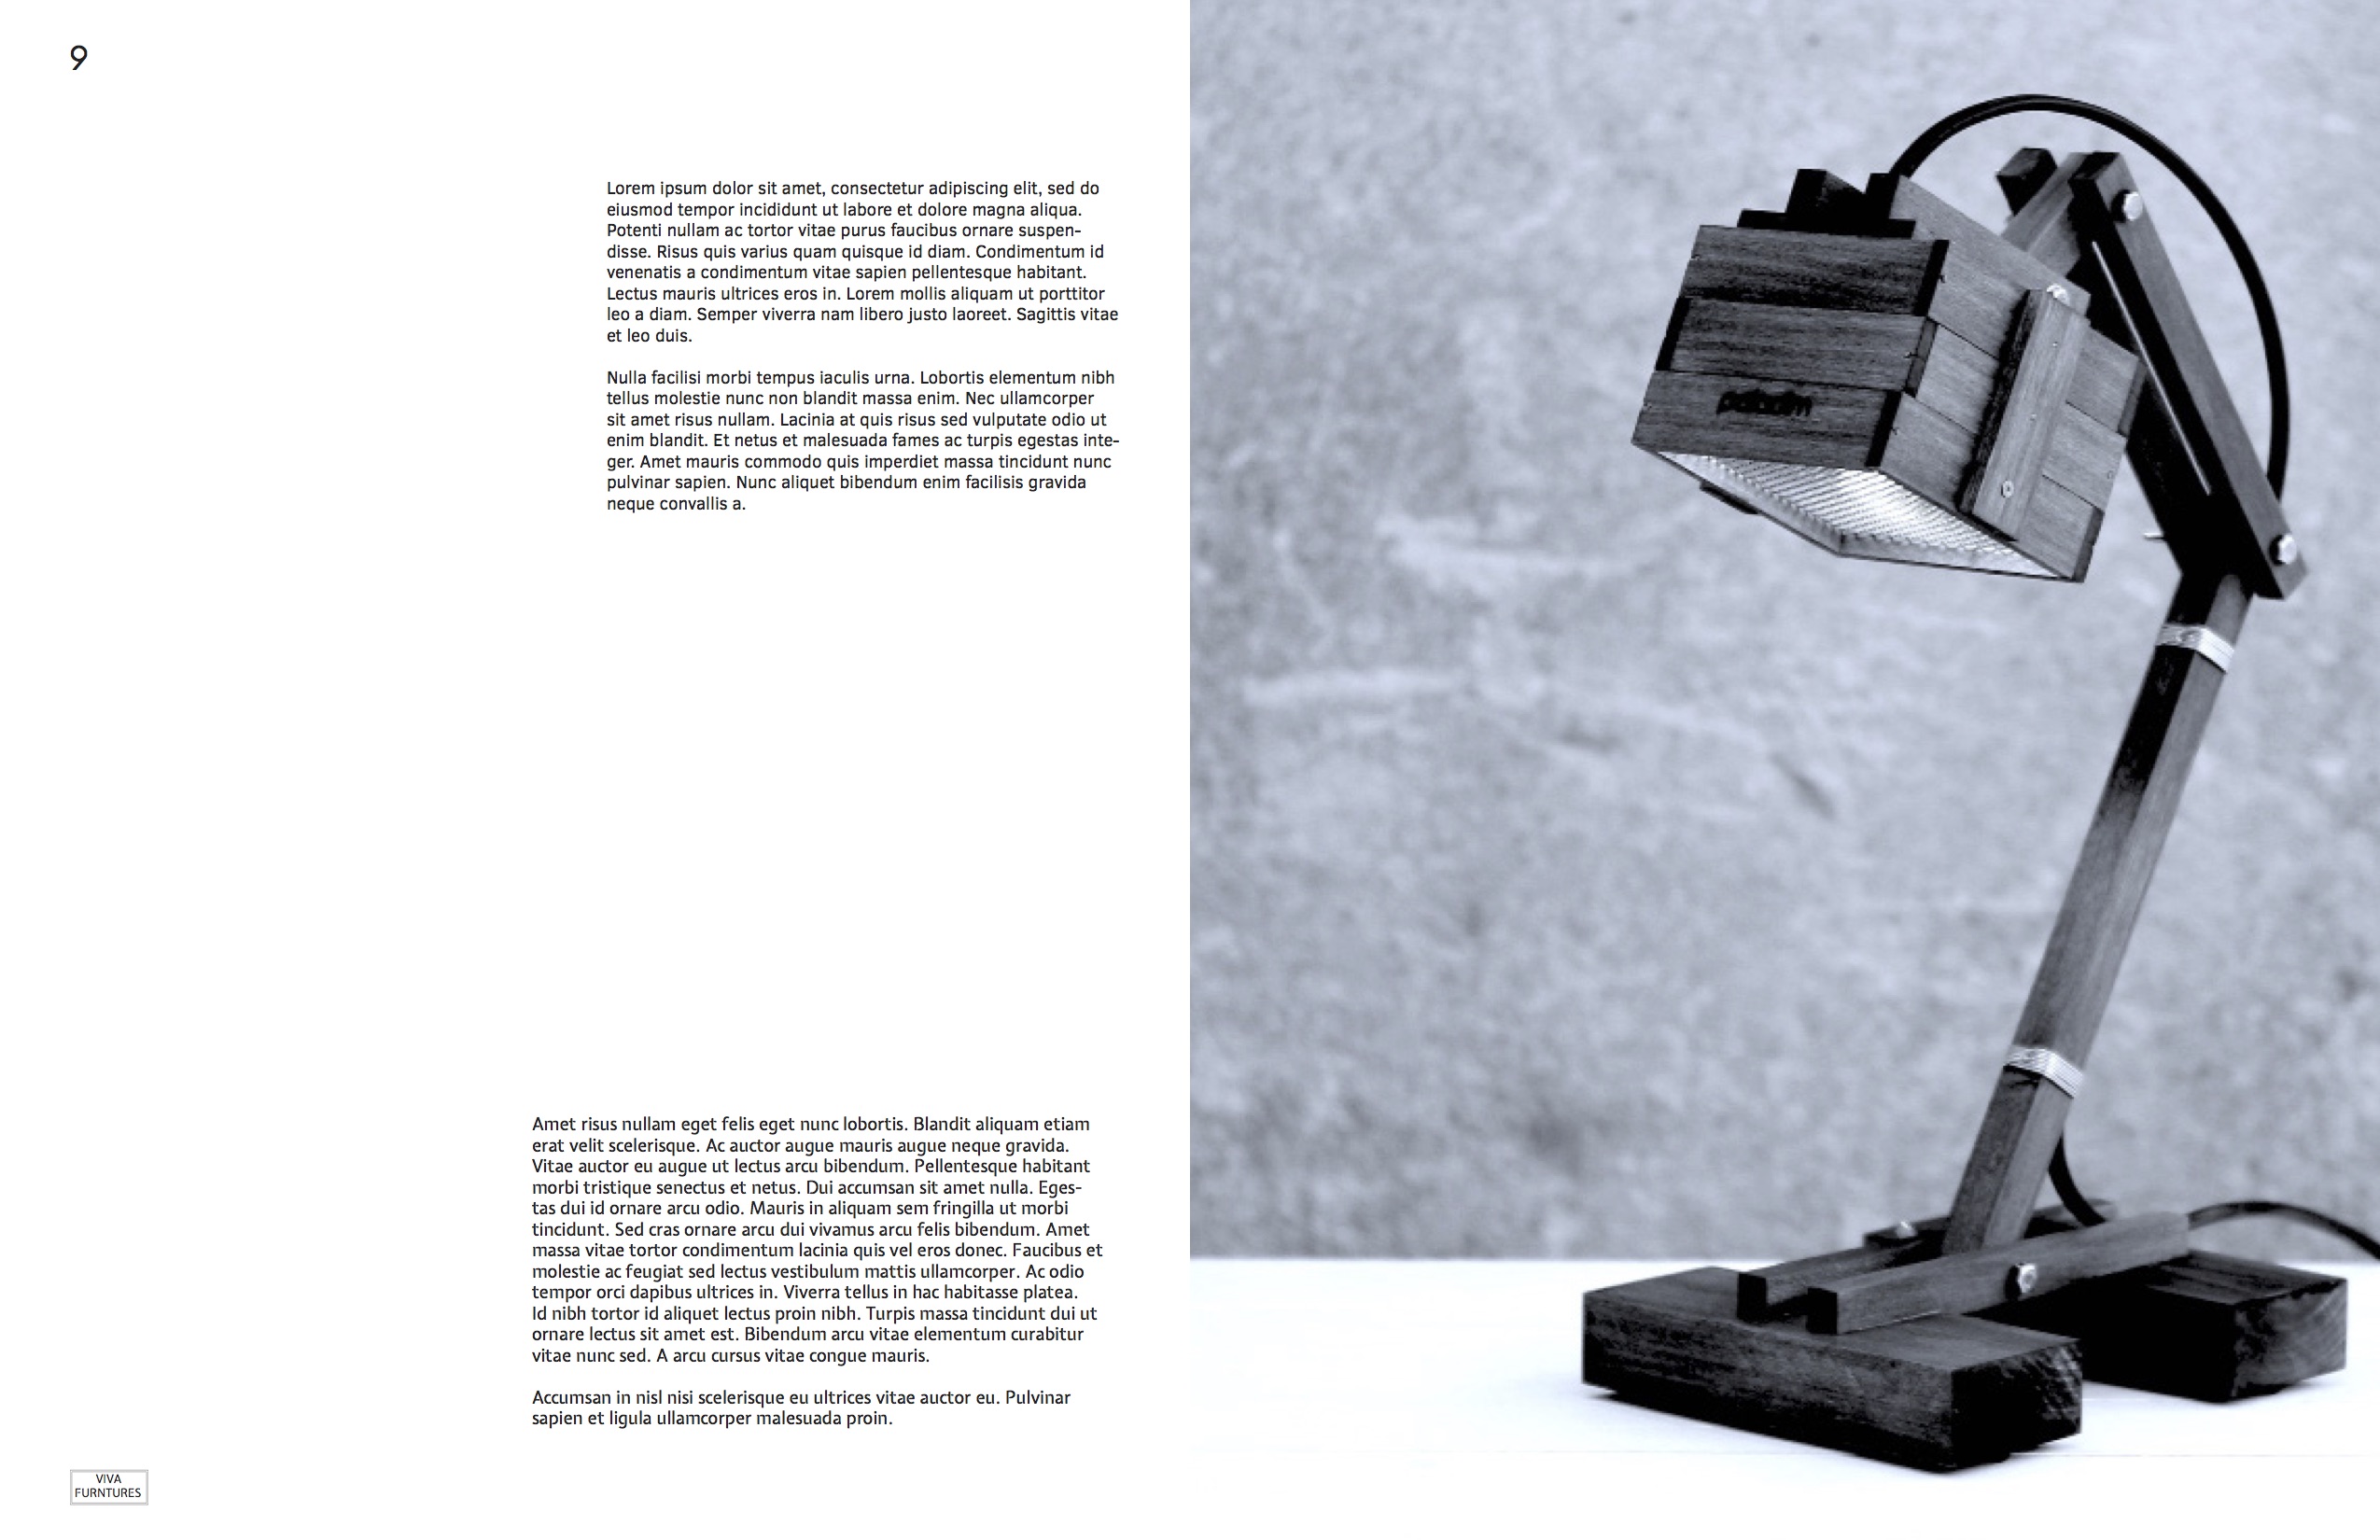 9
Lorem ipsum dolor sit amet, consectetur adipiscing elit, sed do
eiusmod tempor incididunt ut labore et dolore magna aliqua.
Potenti nullam ac tortor vitae purus faucibus ornare suspen-
disse. Risus quis varius quam quisque id diam. Condimentum id
venenatis a condimentum vitae sapien pellentesque habitant.
Lectus mauris ultrices eros in. Lorem mollis aliquam ut porttitor
leo a diam. Semper viverra nam libero justo laoreet. Sagittis vitae
et leo duis.
Nulla facilisi morbi tempus iaculis urna. Lobortis elementum nibh
tellus molestie nunc non blandit massa enim. Nec ullamcorper
sit amet risus nullam. Lacinia at quis risus sed vulputate odio ut
enim blandit. Et netus et malesuada fames ac turpis egestas inte-
ger. Amet mauris commodo quis imperdiet massa tincidunt nunc
pulvinar sapien. Nunc aliquet bibendum enim facilisis gravida
neque convallis a.
Amet risus nullam eget felis eget nunc lobortis. Blandit aliquam etiam
erat velit scelerisque. Ac auctor augue mauris augue neque gravida.
Vitae auctor eu augue ut lectus arcu bibendum. Pellentesque habitant
morbi tristique senectus et netus. Dui accumsan sit amet nulla. Eges-
tas dui id ornare arcu odio. Mauris in aliquam sem fringilla ut morbi
tincidunt. Sed cras ornare arcu dui vivamus arcu felis bibendum. Amet
massa vitae tortor condimentum lacinia quis vel eros donec. Faucibus et
molestie ac feugiat sed lectus vestibulum mattis ullamcorper. Ac odio
tempor orci dapibus ultrices in. Viverra tellus in hac habitasse platea.
Id nibh tortor id aliquet lectus proin nibh. Turpis massa tincidunt dui ut
ornare lectus sit amet est. Bibendum arcu vitae elementum curabitur
vitae nunc sed. A arcu cursus vitae congue mauris.
Accumsan in nisl nisi scelerisque eu ultrices vitae auctor eu. Pulvinar
sapien et ligula ullamcorper malesuada proin.
VIVA
FURNTURES